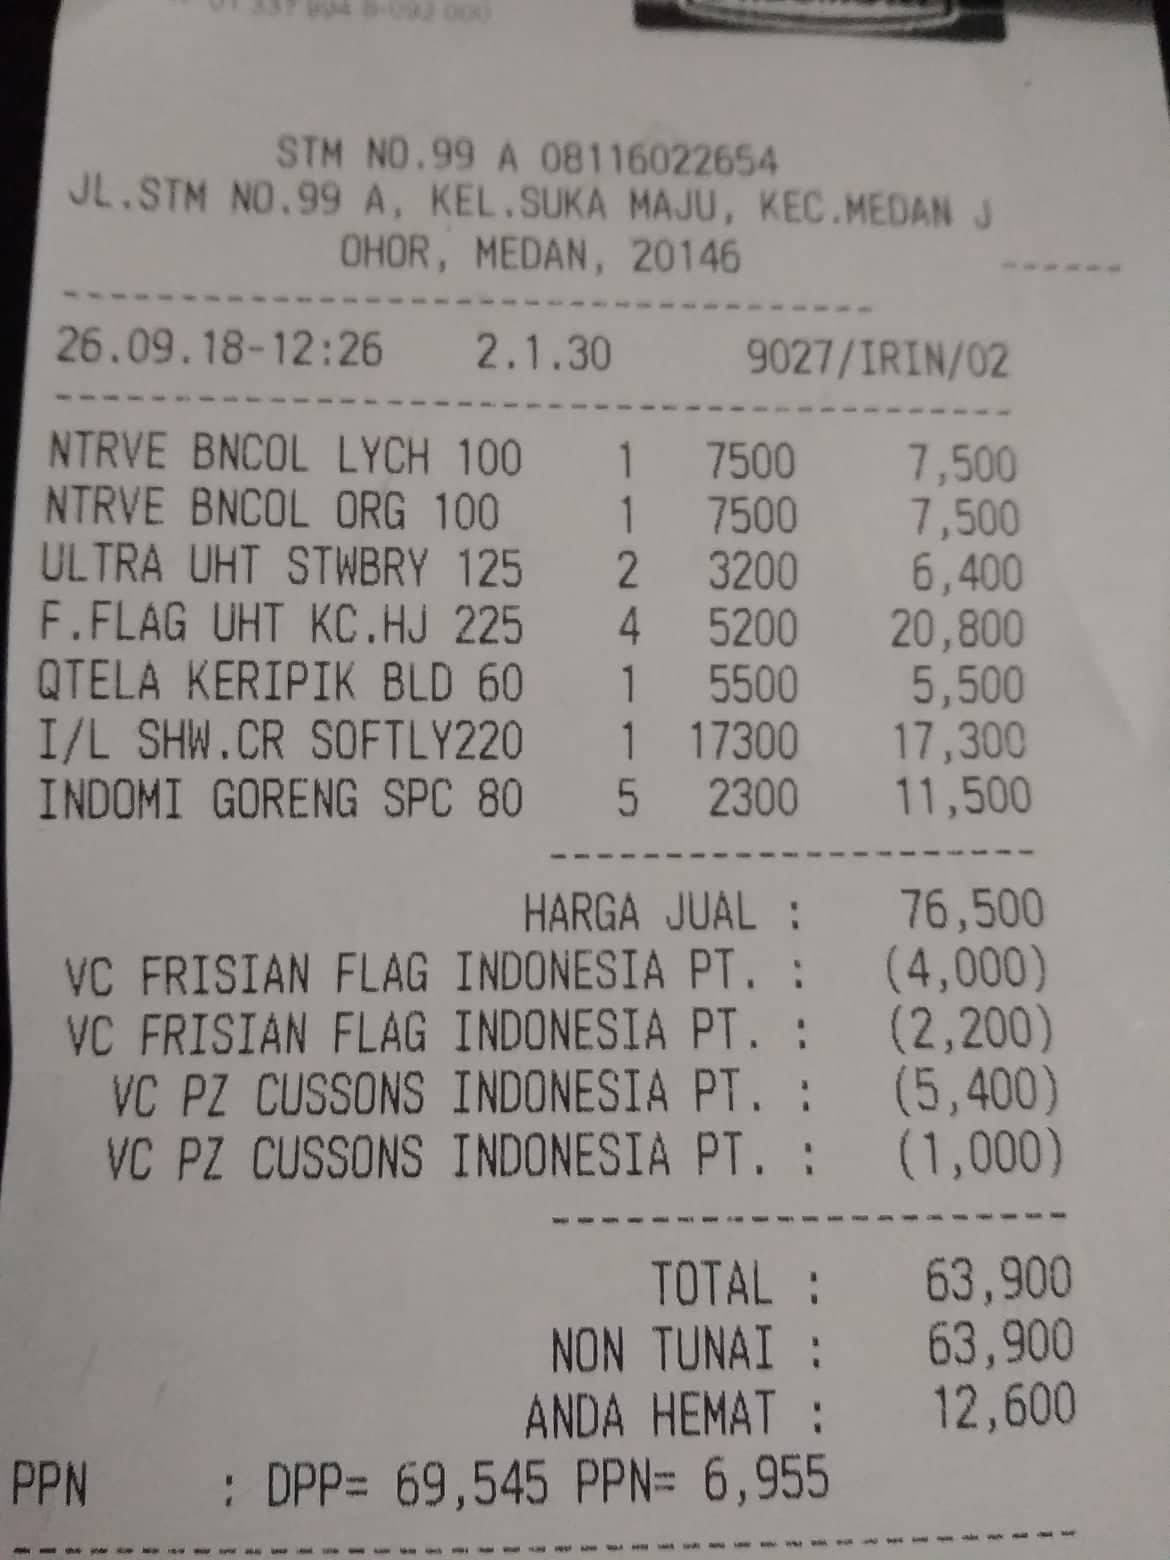 STM NO.99 A 08116022654
JL.STM NO.99 A, KEL.SUKA MAJU, KEC.MEDAN J
OHOR, MEDAN, 20146
26.09.18-12:26 2.1.30 9027/IRIN/02
NTRVE BNCOL LYCH 100 1 7500 7,500
NTRVE BNCOL ORG 100 1 7500 7,500
ULTRA UHT STWBRY 125 2 3200 6,400
F.FLAG UHT KC.HJ 225 4 5200 20,800
QTELA KERIPIK BLD 60 1 5500 5,500
I/L SHW.CR SOFTLY220 1 17300 17,300
INDOMI GORENG SPC 80 5 2300 11,500
HARGA JUAL : 76,500
VC FRISIAN FLAG INDONESIA PT. : (4,000)
VC FRISIAN FLAG INDONESIA PT. : (2,200)
VC PZ CUSSONS INDONESIA PT. : (5,400)
VC PZ CUSSONS INDONESIA PT. : (1,000)
TOTAL : 63,900
NON TUNAI : 63,900
ANDA HEMAT : 12,600
PPN : DPP= 69,545 PPN= 6,955